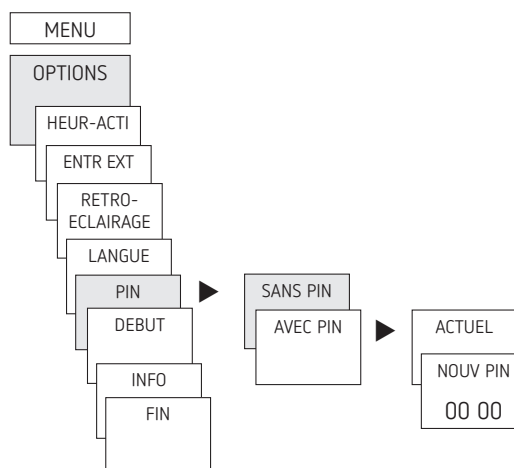 MENU
OPTIONS
HEUR-ACTI
ENTR EXT
RETRO-
ECLAIRAGE
LANGUE
PIN
DEBUT
INFO
FIN
SANS PIN
AVEC PIN
ACTUEL
NOUV PIN
00 00